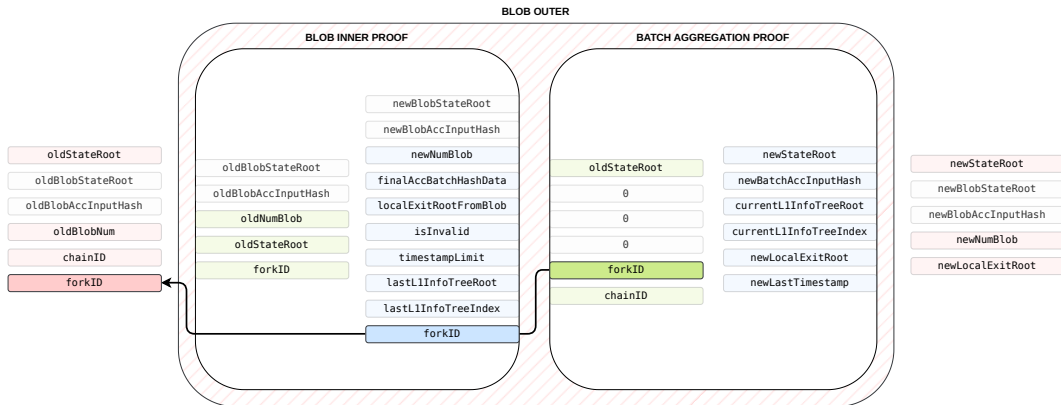 BLOB OUTER
BLOB INNER PROOF
BATCH AGGREGATION PROOF
oldStateRoot
oldBlobStateRoot
oldBlobAccInputHash
oldBlobNum
chainID
forkID
oldBlobStateRoot
oldBlobAccInputHash
oldNumBlob
oldStateRoot
forkID
newBlobStateRoot
newBlobAccInputHash
newNumBlob
finalAccBatchHashData
localExitRootFromBlob
isInvalid
timestampLimit
lastL1InfoTreeRoot
lastL1InfoTreeIndex
forkID
oldStateRoot
0
0
0
forkID
chainID
newStateRoot
newBatchAccInputHash
currentL1InfoTreeRoot
currentL1InfoTreeIndex
newLocalExitRoot
newLastTimestamp
newStateRoot
newBlobStateRoot
newBlobAccInputHash
newNumBlob
newLocalExitRoot